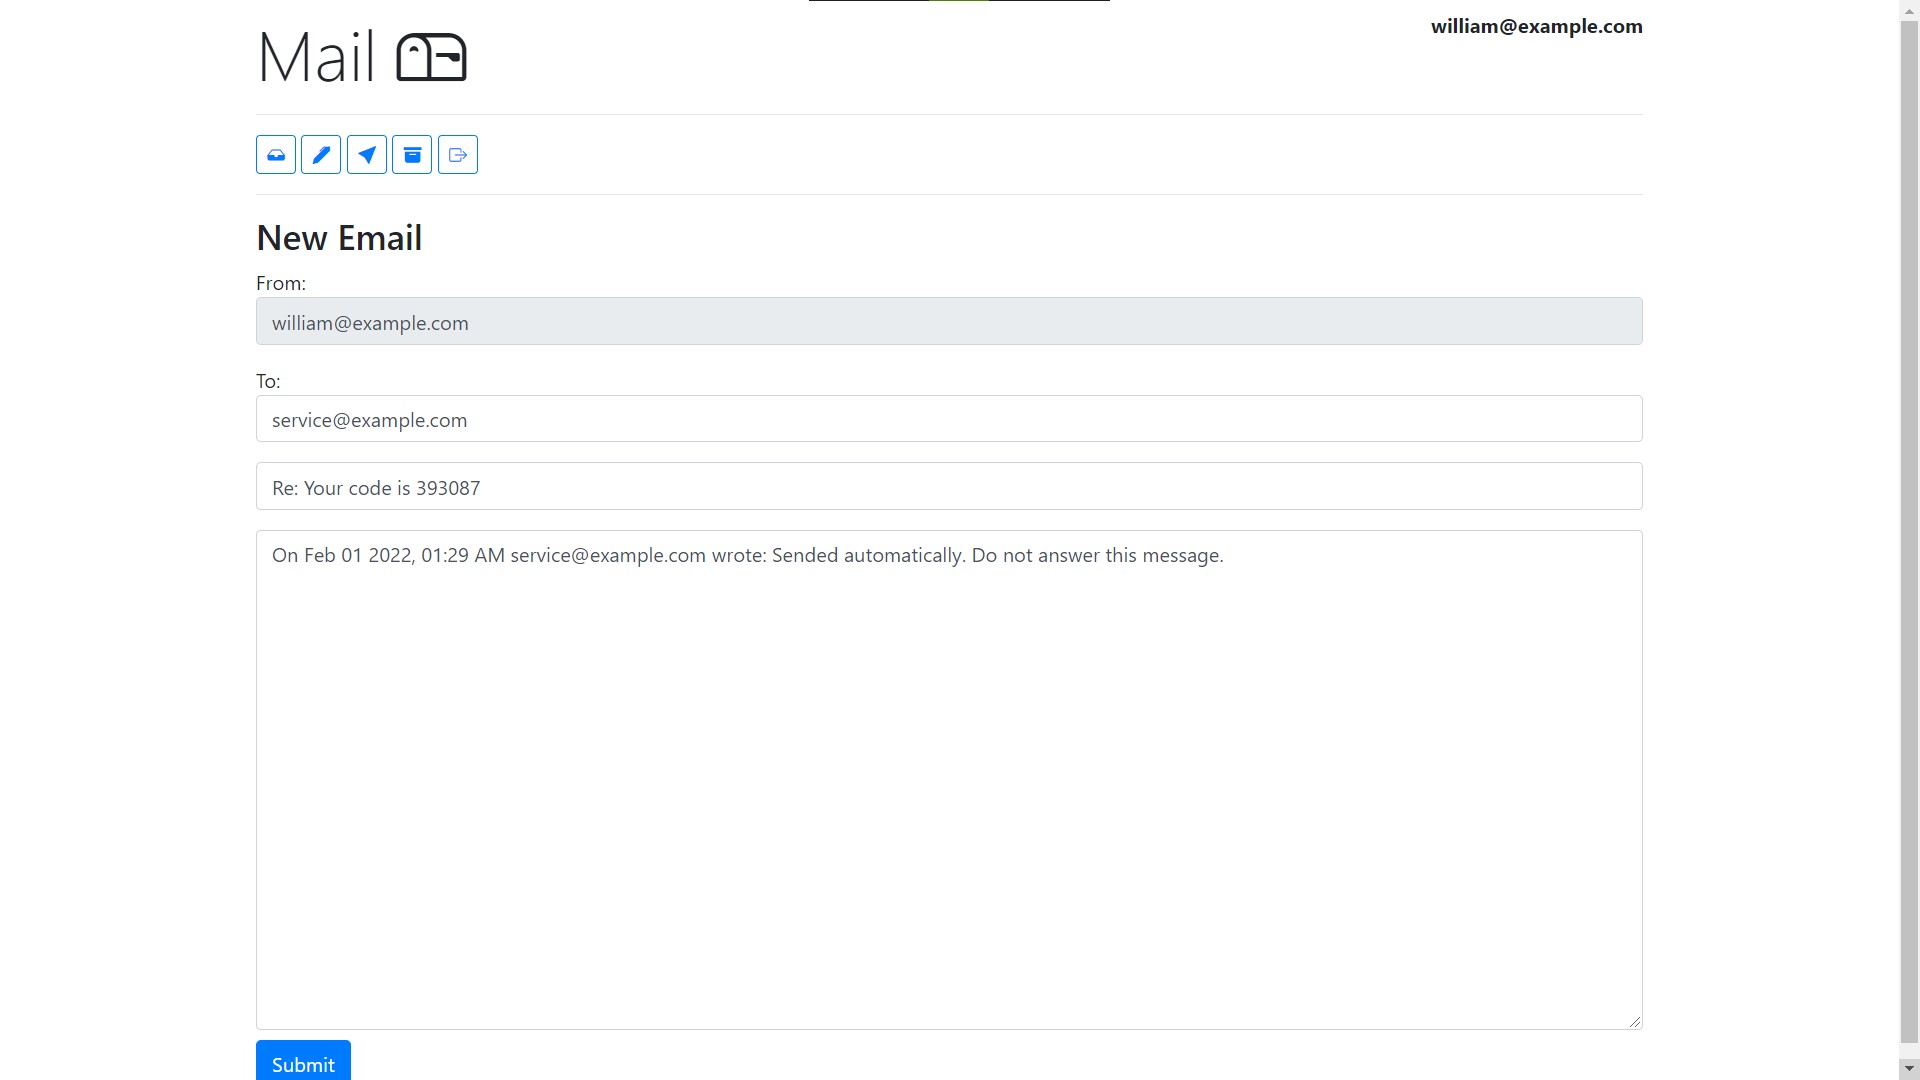 Mail
william@example.com
New Email
From:
william@example.com
To:
service@example.com
Re: Your code is 393087
On Feb 01 2022, 01:29 AM service@example.com wrote: Sended automatically. Do not answer this message.
Submit